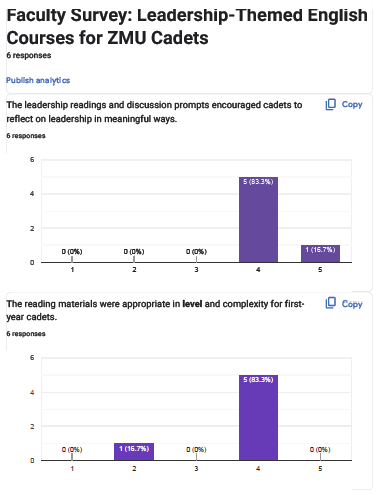 Faculty Survey: Leadership-Themed English
Courses for ZMU Cadets
6 responses
Publish analytics
The leadership readings and discussion prompts encouraged cadets to
reflect on leadership in meaningful ways.
Copy
6 responses
6
4
2
0
0 (0%)
0 (0%)
0 (0%)
5 (83.3%)
1 (16.7%)
1 2 3 4 5
The reading materials were appropriate in level and complexity for first-
year cadets.
Copy
6 responses
6
4
2
0
0 (0%)
1 (16.7%)
0 (0%)
5 (83.3%)
0 (0%)
1 2 3 4 5